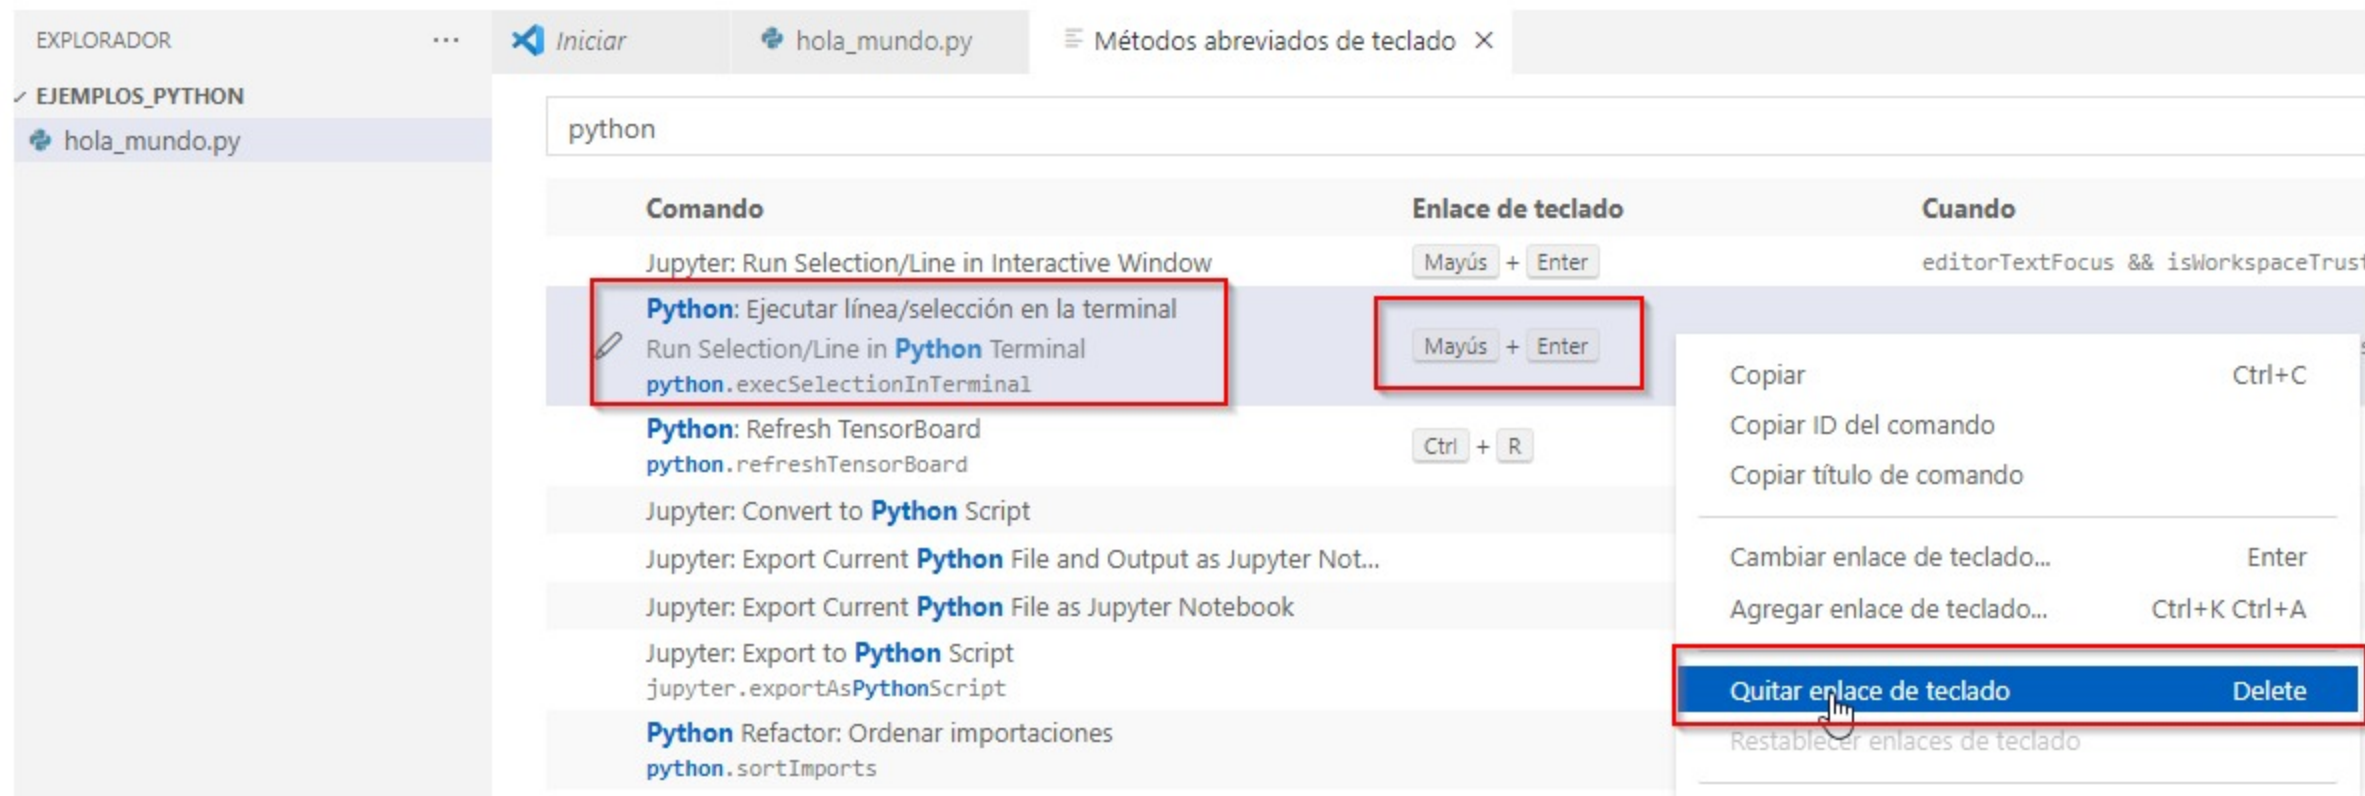 EXPLORADOR ...
Iniciar
hola_mundo.py
Métodos abreviados de teclado
EJEMPLOS_PYTHON
hola_mundo.py
python
Comando Enlace de teclado Cuando
Jupyter: Run Selection/Line in Interactive Window Mayús + Enter editorTextFocus && isWorkspaceTrust
Python: Ejecutar línea/selección en la terminal
Run Selection/Line in Python Terminal Mayús + Enter
python.execSelectionInTerminal
Python: Refresh TensorBoard
python.refreshTensorBoard Ctrl + R
Jupyter: Convert to Python Script
Jupyter: Export Current Python File and Output as Jupyter Not...
Jupyter: Export Current Python File as Jupyter Notebook
Jupyter: Export to Python Script
jupyter.exportAsPythonScript
Python Refactor: Ordenar importaciones
python.sortImports
Copiar Ctrl+C
Copiar ID del comando
Copiar título de comando
Cambiar enlace de teclado... Enter
Agregar enlace de teclado... Ctrl+K Ctrl+A
Quitar enlace de teclado Delete
Restablecer enlaces de teclado